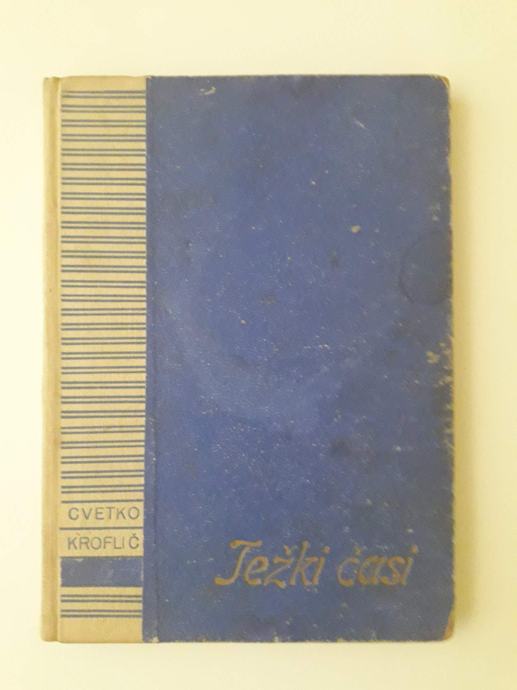 CVETKO
KROFLIČ
Težki časi